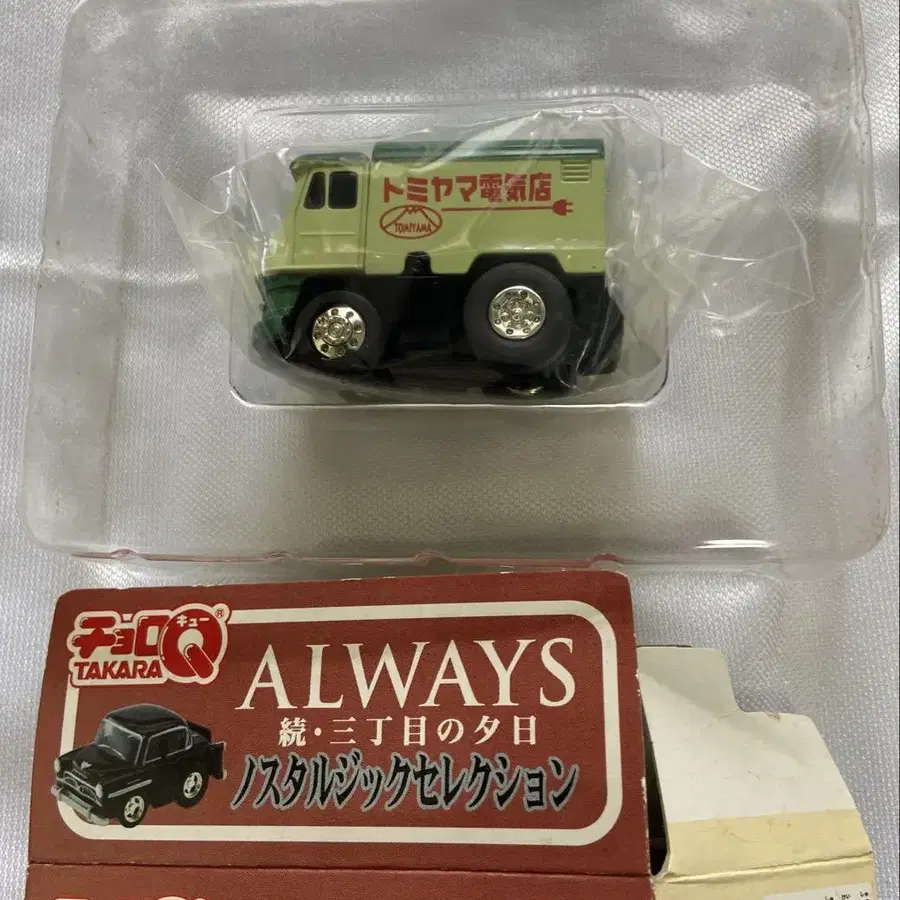 トミヤマ電気店
TOMIYAMA
チョロQ®
キュー
TAKARA
ALWAYS
続・三丁目の夕日
ノスタルジックセレクション